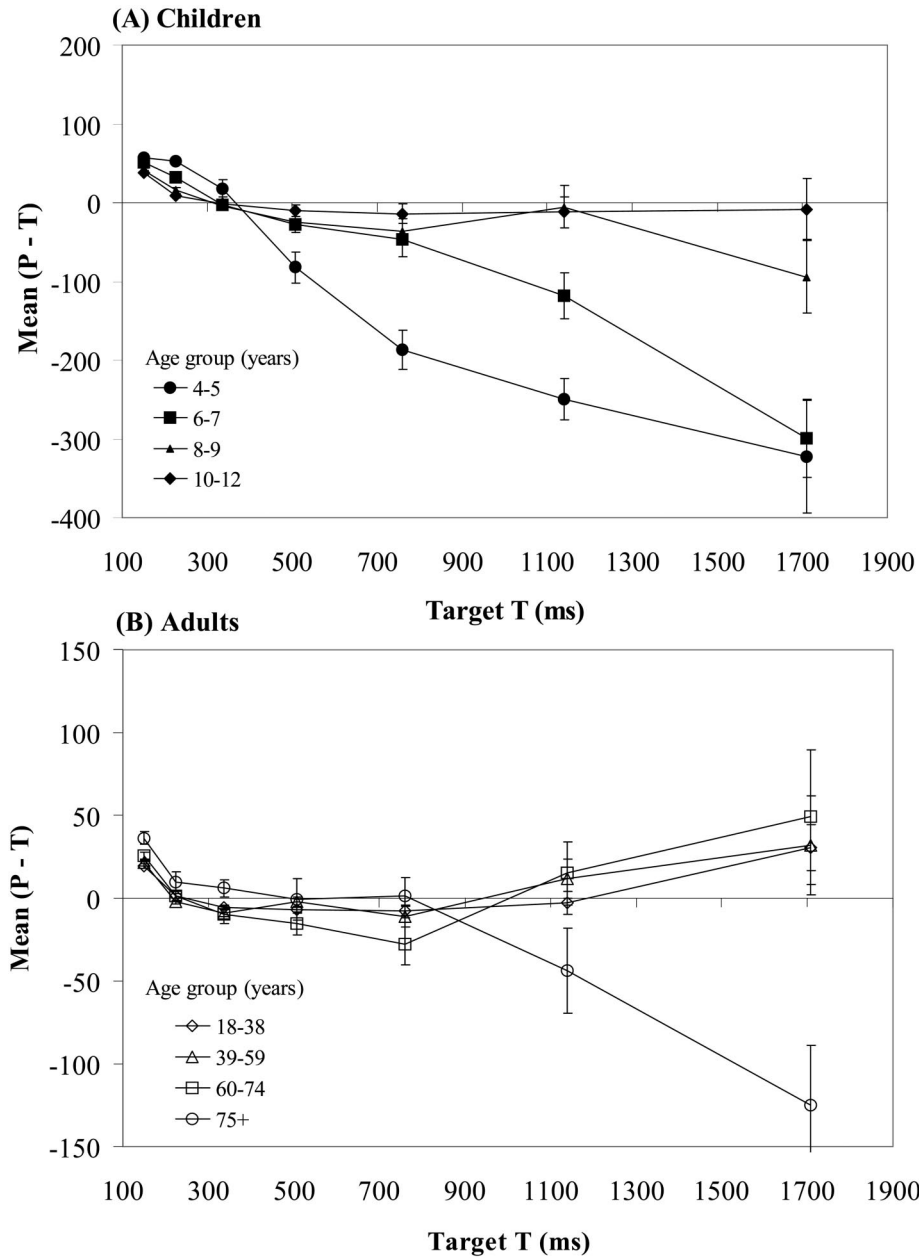 (A) Children
200
100
0
-100
-200
-300
-400
Mean (P - T)
Age group (years)
4-5
6-7
8-9
10-12
100 300 500 700 900 1100 1300 1500 1700 1900
Target T (ms)
(B) Adults
150
100
50
0
-50
-100
-150
Mean (P - T)
Age group (years)
18-38
39-59
60-74
75+
100 300 500 700 900 1100 1300 1500 1700 1900
Target T (ms)